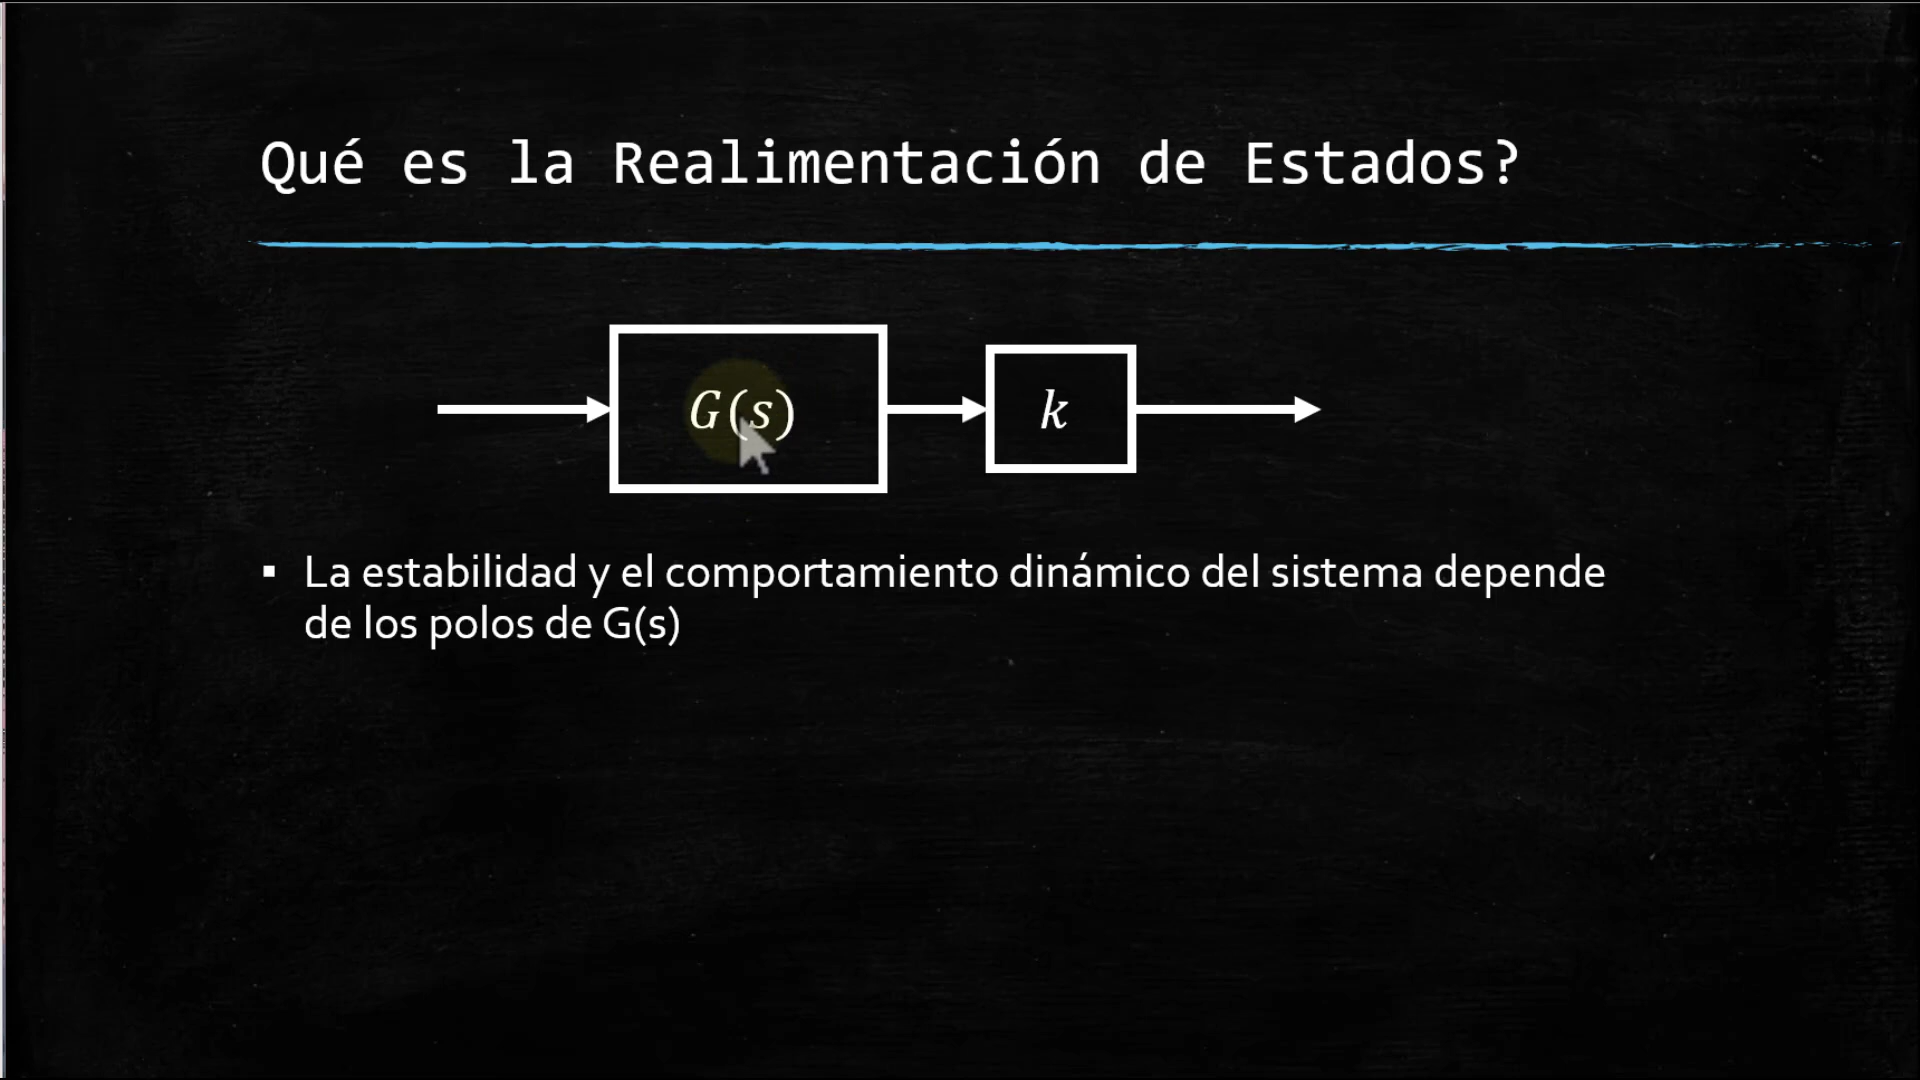 Qué es la Realimentación de Estados?
G(s)
k
▪ La estabilidad y el comportamiento dinámico del sistema depende
de los polos de G(s)